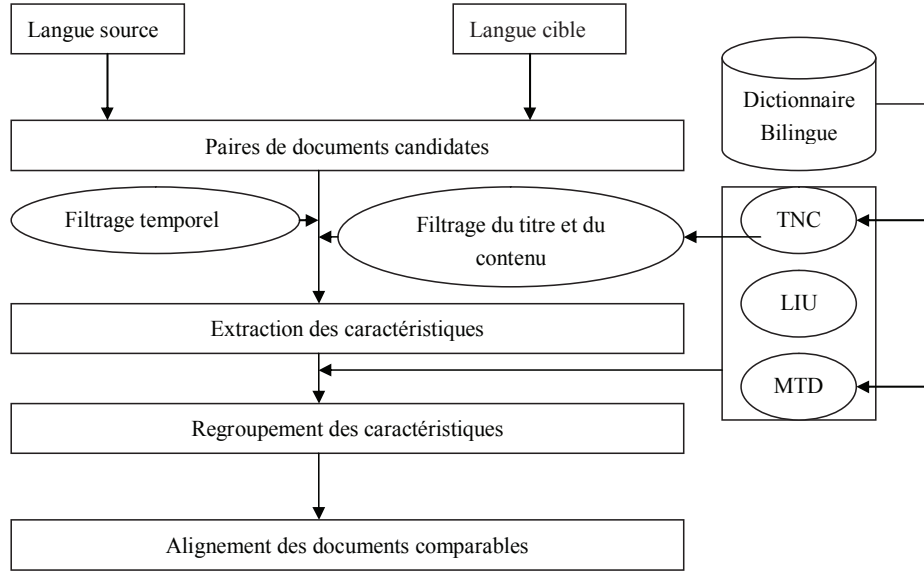 Langue source
Langue cible
Dictionnaire
Bilingue
Paires de documents candidates
Filtrage temporel
Filtrage du titre et du
contenu
TNC
LIU
Extraction des caractéristiques
MTD
Regroupement des caractéristiques
Alignement des documents comparables